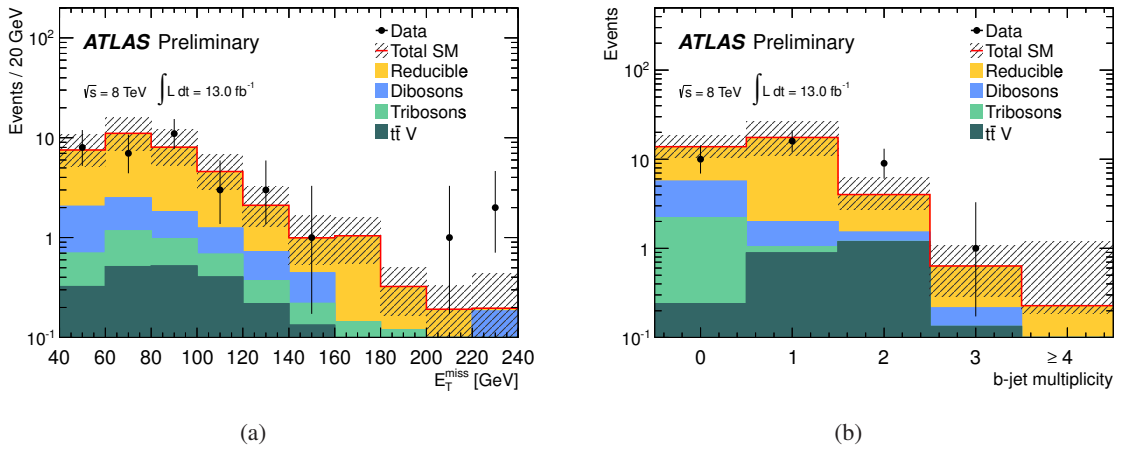 Events / 20 GeV
10²
10
1
10⁻¹
ATLAS Preliminary
√s = 8 TeV ∫ L dt = 13.0 fb⁻¹
Data
Total SM
Reducible
Dibosons
Tribosons
tt̄ V
40 60 80 100 120 140 160 180 200 220 240
E_T^miss [GeV]
(a)
Events
10²
10
1
10⁻¹
ATLAS Preliminary
√s = 8 TeV ∫ L dt = 13.0 fb⁻¹
Data
Total SM
Reducible
Dibosons
Tribosons
tt̄ V
0 1 2 3 ≥ 4
b-jet multiplicity
(b)